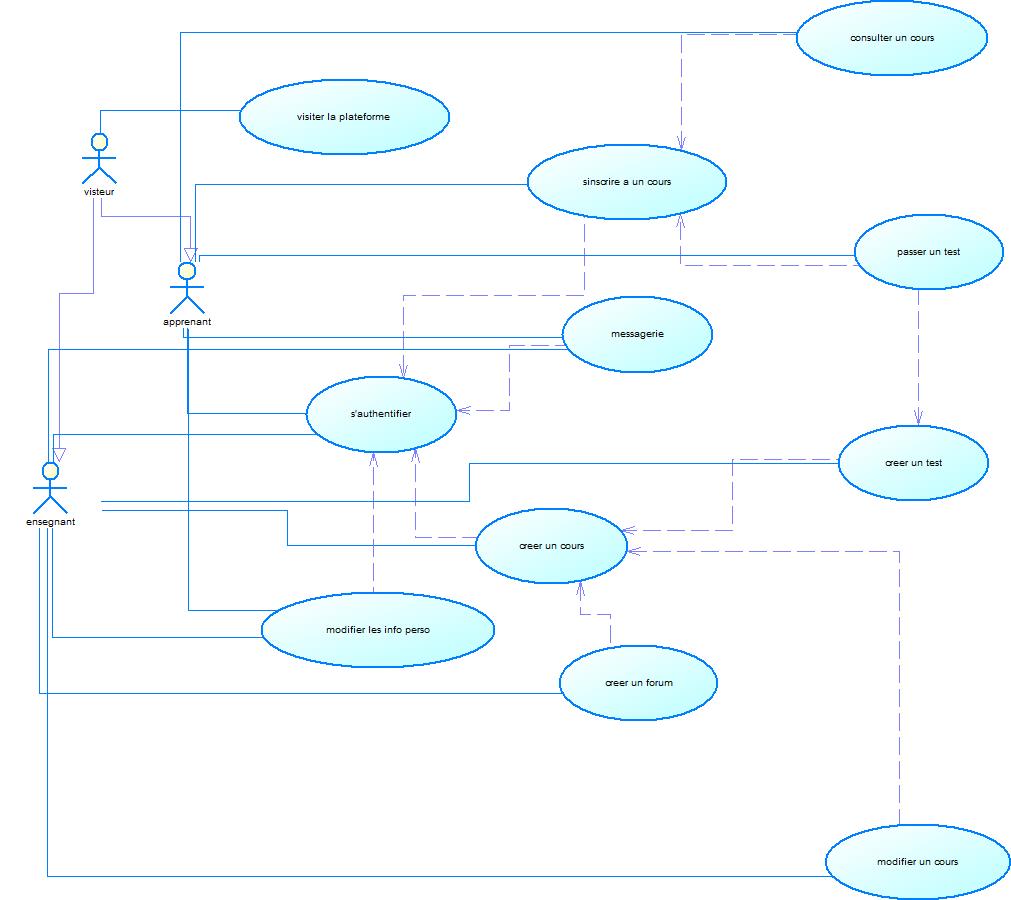 consulter un cours
visiter la plateforme
visteur
sinscrire a un cours
passer un test
apprenant
messagerie
s'authentifier
creer un test
ensegnant
creer un cours
modifier les info perso
creer un forum
modifier un cours